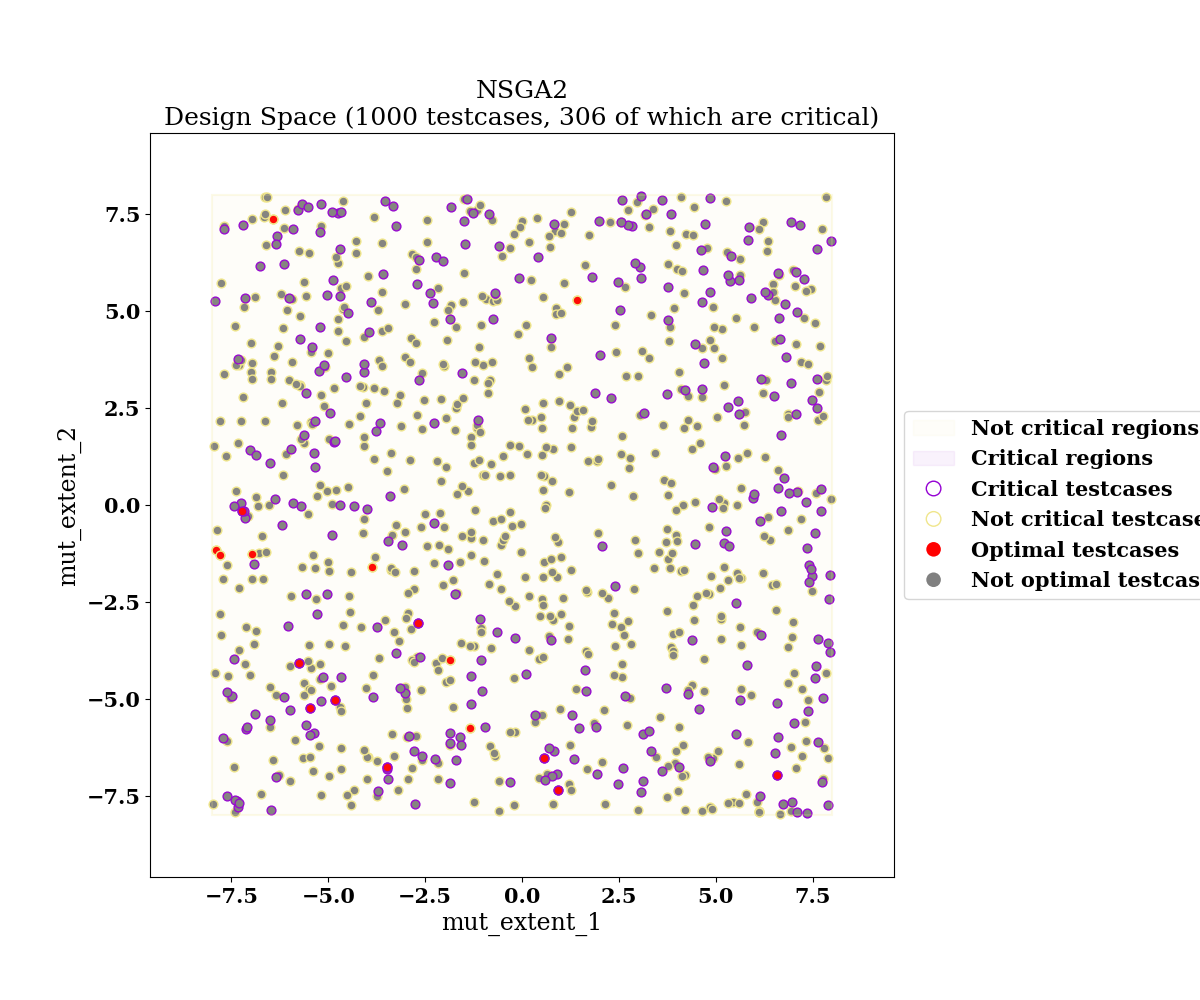 NSGA2
Design Space (1000 testcases, 306 of which are critical)
7.5
5.0
2.5
0.0
−2.5
−5.0
−7.5
mut_extent_2
−7.5 −5.0 −2.5 0.0 2.5 5.0 7.5
mut_extent_1
Not critical regions
Critical regions
Critical testcases
Not critical testcase
Optimal testcases
Not optimal testcas